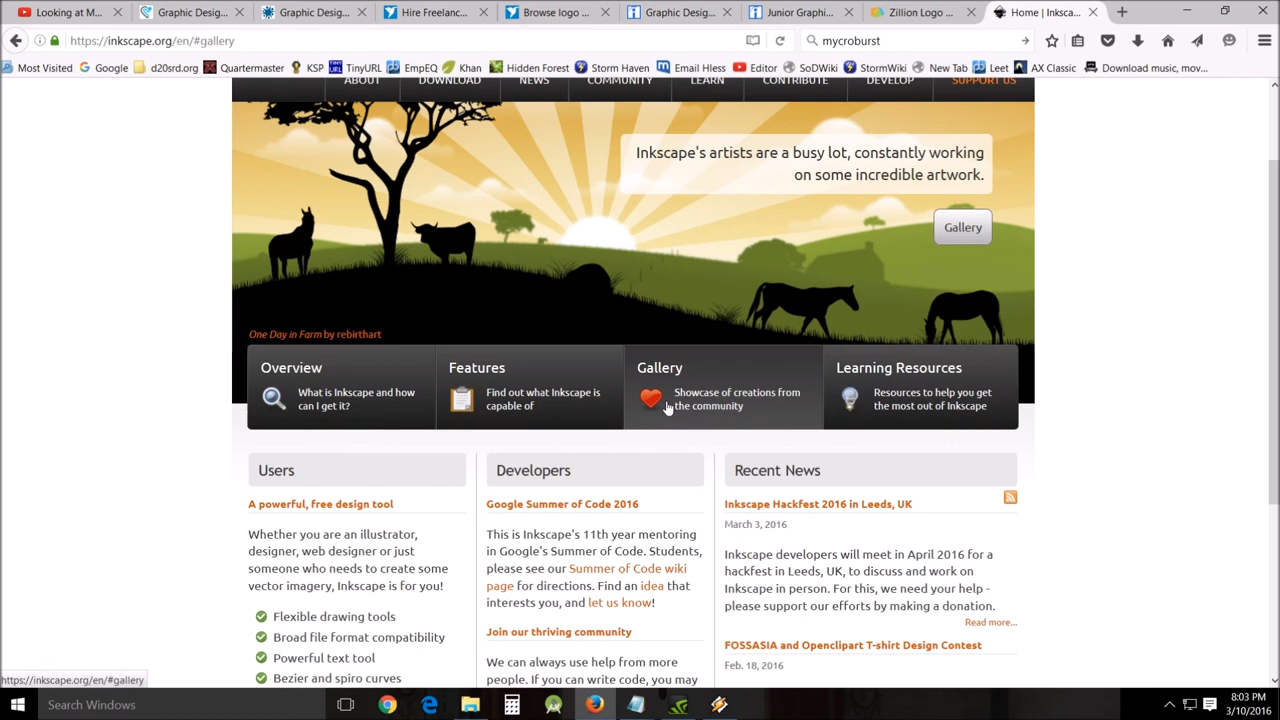 Looking at M...
Graphic Desig...
Graphic Desig...
Hire Freelanc...
Browse logo ...
Graphic Desig...
Junior Graphi...
Zillion Logo ...
Home | Inksca...
https://inkscape.org/en/#gallery
mycroburst
Most Visited
Google
d20srd.org
Quartermaster
KSP
TinyURL
EmpEQ
Khan
Hidden Forest
Storm Haven
Email Hless
Editor
SoDWiki
StormWiki
New Tab
Leet
AX Classic
Download music, mov...
ABOUT
DOWNLOAD
NEWS
COMMUNITY
LEARN
CONTRIBUTE
DEVELOP
SUPPORT US
Inkscape's artists are a busy lot, constantly working
on some incredible artwork.
Gallery
One Day in Farm by rebirthart
Overview
What is Inkscape and how
can I get it?
Features
Find out what Inkscape is
capable of
Gallery
Showcase of creations from
the community
Learning Resources
Resources to help you get
the most out of Inkscape
Users
A powerful, free design tool
Whether you are an illustrator,
designer, web designer or just
someone who needs to create some
vector imagery, Inkscape is for you!
Flexible drawing tools
Broad file format compatibility
Powerful text tool
Bezier and spiro curves
Developers
Google Summer of Code 2016
This is Inkscape's 11th year mentoring
in Google's Summer of Code. Students,
please see our Summer of Code wiki
page for directions. Find an idea that
interests you, and let us know!
Join our thriving community
We can always use help from more
people. If you can write code, you may
Recent News
Inkscape Hackfest 2016 in Leeds, UK
March 3, 2016
Inkscape developers will meet in April 2016 for a
hackfest in Leeds, UK, to discuss and work on
Inkscape in person. For this, we need your help -
please support our efforts by making a donation.
Read more...
FOSSASIA and Openclipart T-shirt Design Contest
Feb. 18, 2016
https://inkscape.org/en/#gallery
Search Windows
8:03 PM
3/10/2016